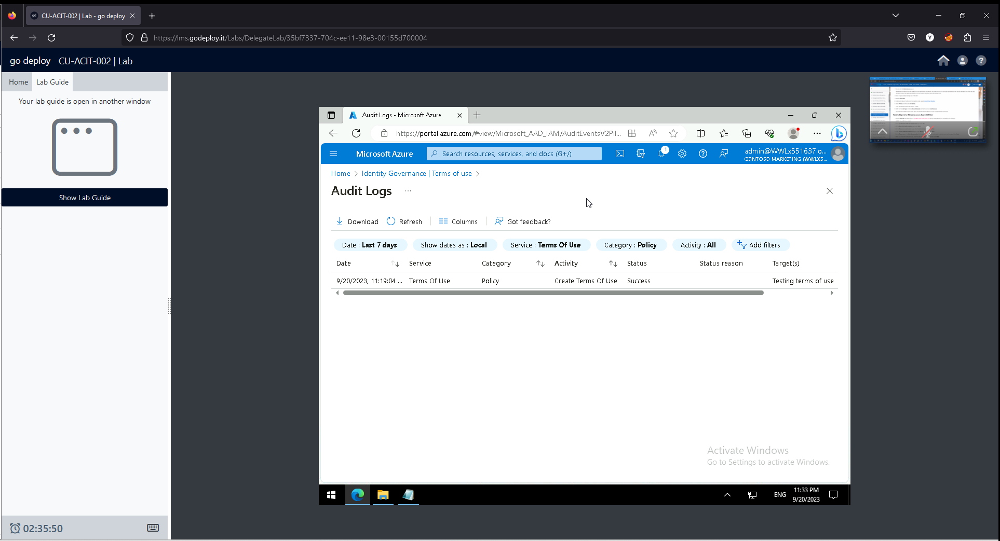 CU-ACIT-002 | Lab - go deploy
https://lms.godeploy.it/Labs/DelegateLab/35bf7337-704c-ee11-98e3-00155d700004
go deploy CU-ACIT-002 | Lab
Home Lab Guide
Your lab guide is open in another window
Show Lab Guide
02:35:50
Audit Logs - Microsoft Azure
https://portal.azure.com/#view/Microsoft_AAD_IAM/AuditEventsV2Pil...
Microsoft Azure
Search resources, services, and docs (G+/)
1
admin@WWLx551637.o...
CONTOSO MARKETING (WWLX5...
Home > Identity Governance | Terms of use >
Audit Logs ...
Download Refresh Columns Got feedback?
Date : Last 7 days Show dates as : Local Service : Terms Of Use Category : Policy Activity : All Add filters
Date Service Category Activity Status Status reason Target(s)
9/20/2023, 11:19:04 ... Terms Of Use Policy Create Terms Of Use Success Testing terms of use
Activate Windows
Go to Settings to activate Windows.
ENG 11:33 PM
9/20/2023